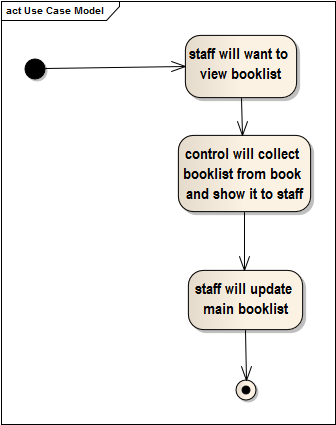 act Use Case Model
staff will want to
view booklist
control will collect
booklist from book
and show it to staff
staff will update
main booklist